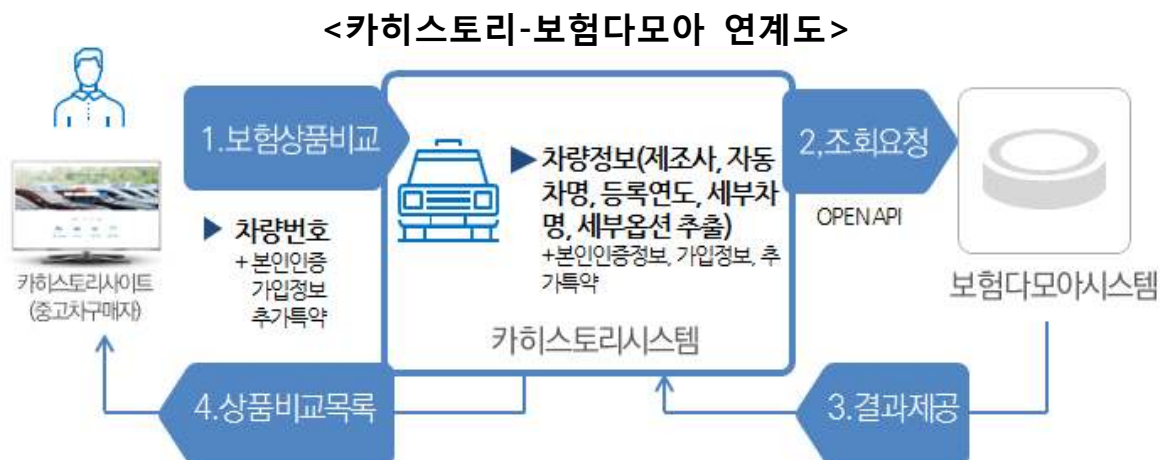 <카히스토리-보험다모아 연계도>
1.보험상품비교
▶ 차량번호
+본인인증
가입정보
추가특약
카히스토리사이트
(중고차구매자)
▶차량정보(제조사, 자동
차명, 등록연도, 세부차
명, 세부옵션 추출)
+본인인증정보, 가입정보, 추
가특약
카히스토리시스템
2,조회요청
OPEN API
보험다모아시스템
3.결과제공
4.상품비교목록